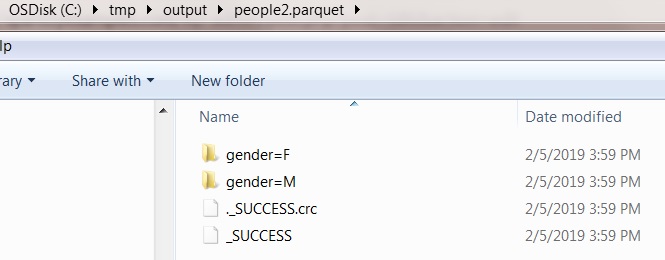 OSDisk (C:) ▸ tmp ▸ output ▸ people2.parquet ▸
lp
rary ▾ Share with ▾ New folder
Name Date modified
gender=F 2/5/2019 3:59 PM
gender=M 2/5/2019 3:59 PM
._SUCCESS.crc 2/5/2019 3:59 PM
_SUCCESS 2/5/2019 3:59 PM